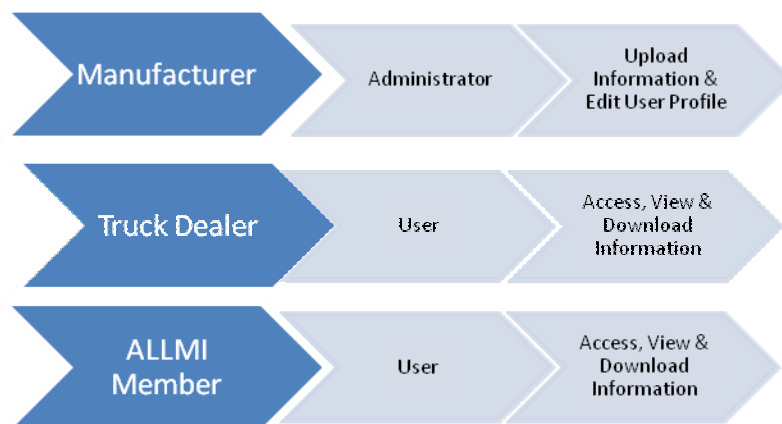 Manufacturer
Administrator
Upload
Information &
Edit User Profile
Truck Dealer
User
Access, View &
Download
Information
ALLMI
Member
User
Access, View &
Download
Information